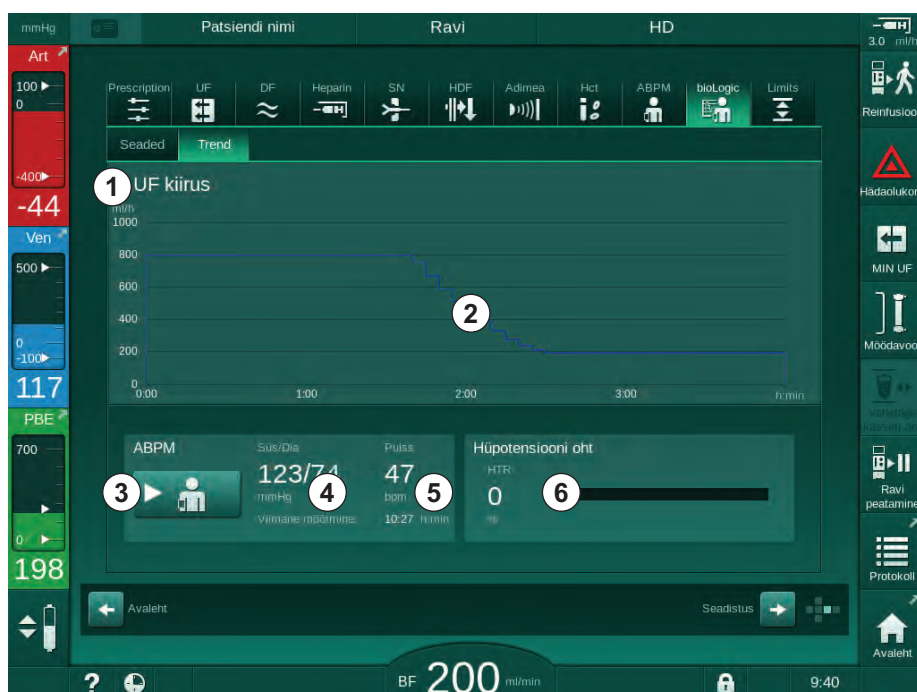 mmHg
Patsiendi nimi
Ravi
HD
3.0 ml/h
Art
100
0
-400
-44
Ven
500
0
-100
117
PBE
700
0
198
Prescription
UF
DF
Heparin
SN
HDF
Adimea
Hct
ABPM
bioLogic
Limits
Seaded
Trend
1
UF kiirus
ml/h
1000
800
600
400
200
0
2
0:00
1:00
2:00
3:00
h:min
ABPM
3
Süs/Dia
123/74
mmHg
4
Viimane mõõtmine:
Pulss
47
bpm
5
10:27 h:min
Hüpotensiooni oht
HTR
0
%
6
Avaleht
Seadistus
Reinfusioon
Hädaolukord
MIN UF
Möödavool
Ravi
peatamine
Protokoll
Avaleht
?
BF 200 ml/min
9:40